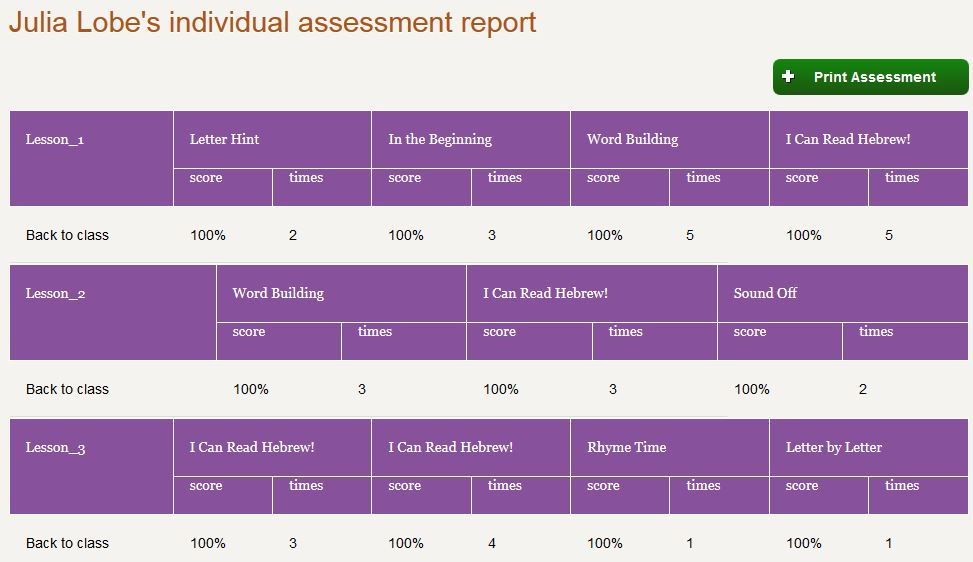 Julia Lobe's individual assessment report
Print Assessment
Lesson_1 Letter Hint In the Beginning Word Building I Can Read Hebrew!
score times score times score times score times
Back to class 100% 2 100% 3 100% 5 100% 5
Lesson_2 Word Building I Can Read Hebrew! Sound Off
score times score times score times
Back to class 100% 3 100% 3 100% 2
Lesson_3 I Can Read Hebrew! I Can Read Hebrew! Rhyme Time Letter by Letter
score times score times score times score times
Back to class 100% 3 100% 4 100% 1 100% 1